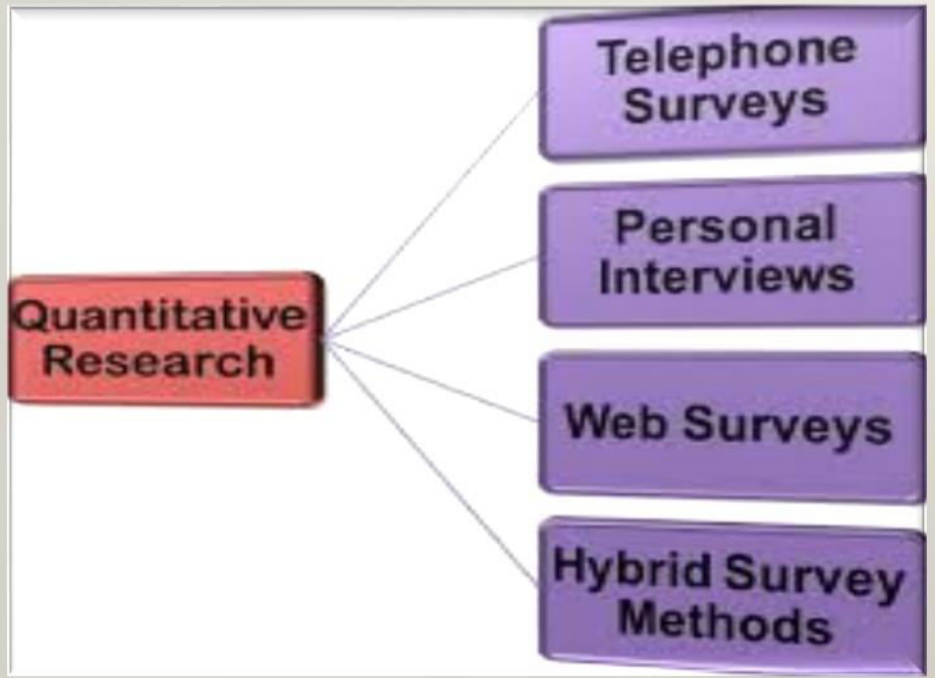 Telephone
Surveys
Personal
Interviews
Quantitative
Research
Web Surveys
Hybrid Survey
Methods